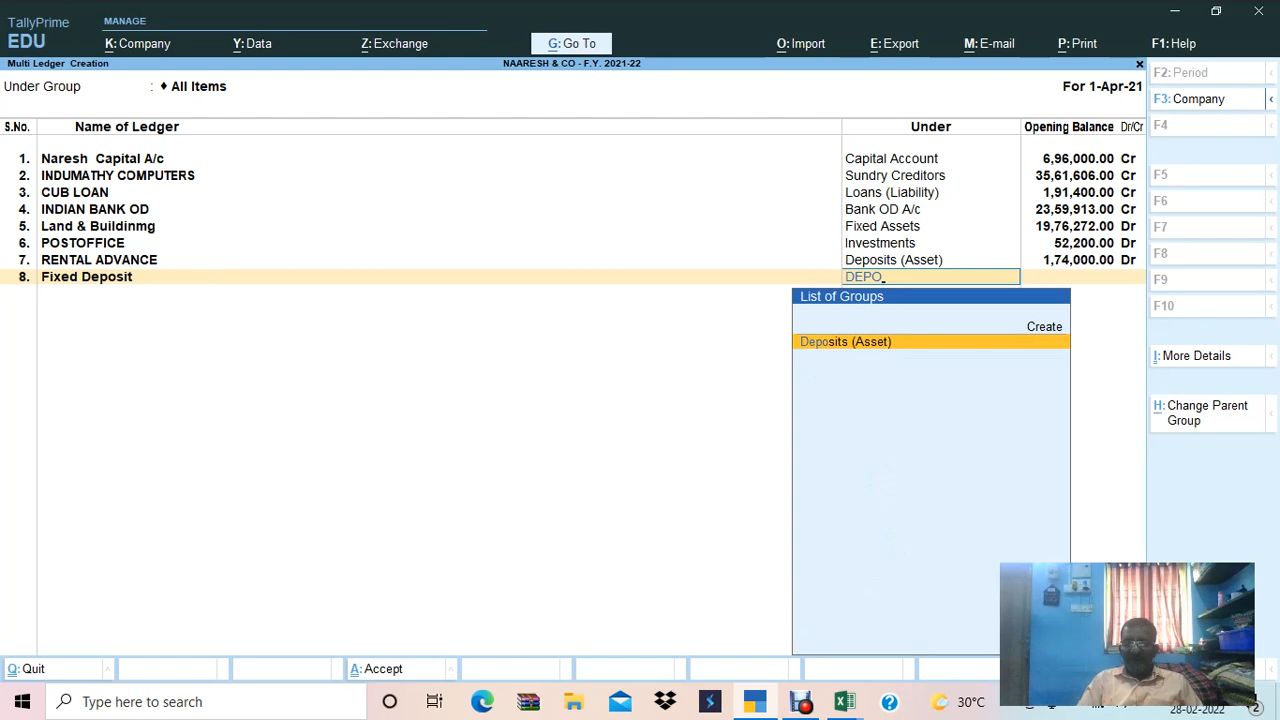 TallyPrime
EDU
MANAGE
K: Company
Y: Data
Z: Exchange
G: Go To
O: Import
E: Export
M: E-mail
P: Print
F1: Help
Multi Ledger Creation
NAARESH & CO - F.Y. 2021-22
Under Group : ♦ All Items
For 1-Apr-21
S.No. Name of Ledger Under Opening Balance Dr/Cr
1. Naresh Capital A/c Capital Account 6,96,000.00 Cr
2. INDUMATHY COMPUTERS Sundry Creditors 35,61,606.00 Cr
3. CUB LOAN Loans (Liability) 1,91,400.00 Cr
4. INDIAN BANK OD Bank OD A/c 23,59,913.00 Cr
5. Land & Buildinmg Fixed Assets 19,76,272.00 Dr
6. POSTOFFICE Investments 52,200.00 Dr
7. RENTAL ADVANCE Deposits (Asset) 1,74,000.00 Dr
8. Fixed Deposit DEPO
List of Groups
Create
Deposits (Asset)
F2: Period
F3: Company
F4
F5
F6
F7
F8
F9
F10
I: More Details
H: Change Parent
Group
Q: Quit
A: Accept
Type here to search
30°C
28-02-2022
2